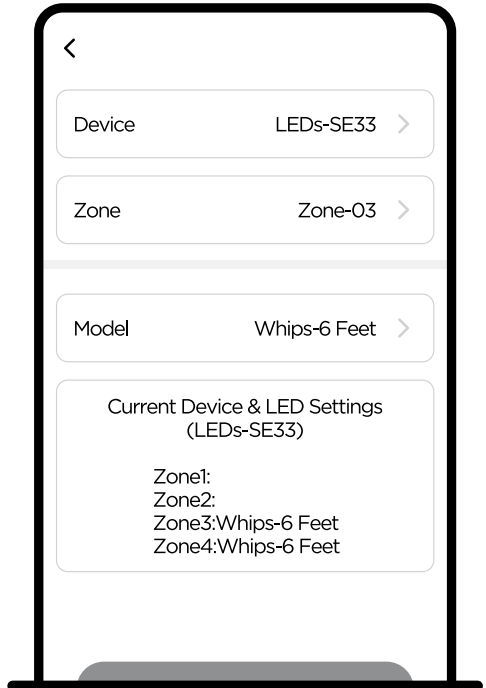 Device LEDs-SE33
Zone Zone-03
Model Whips-6 Feet
Current Device & LED Settings
(LEDs-SE33)
Zone1:
Zone2:
Zone3:Whips-6 Feet
Zone4:Whips-6 Feet